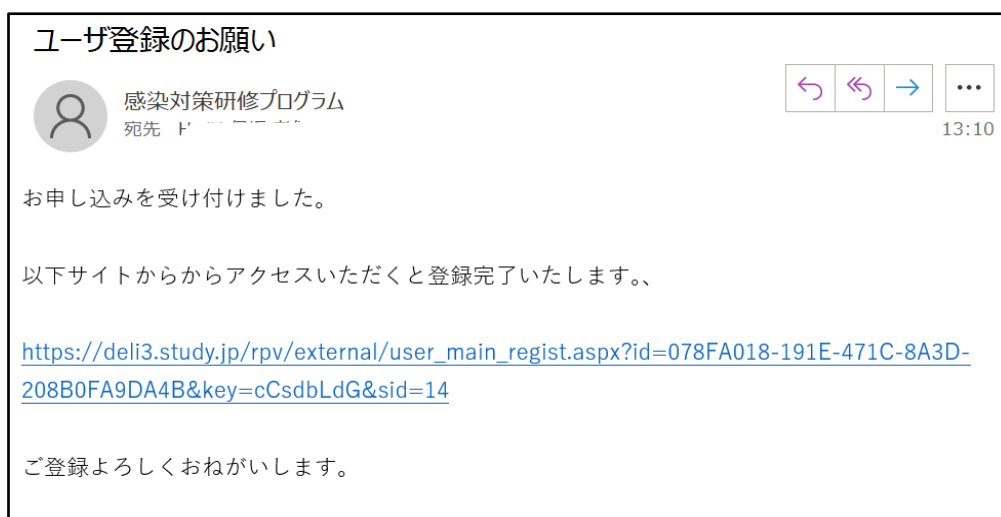 ユーザ登録のお願い
感染対策研修プログラム
宛先
13:10
お申し込みを受け付けました。
以下サイトからからアクセスいただくと登録完了いたします。、
https://deli3.study.jp/rpv/external/user_main_regist.aspx?id=078FA018-191E-471C-8A3D-
208B0FA9DA4B&key=cCsdbLdG&sid=14
ご登録よろしくおねがいします。